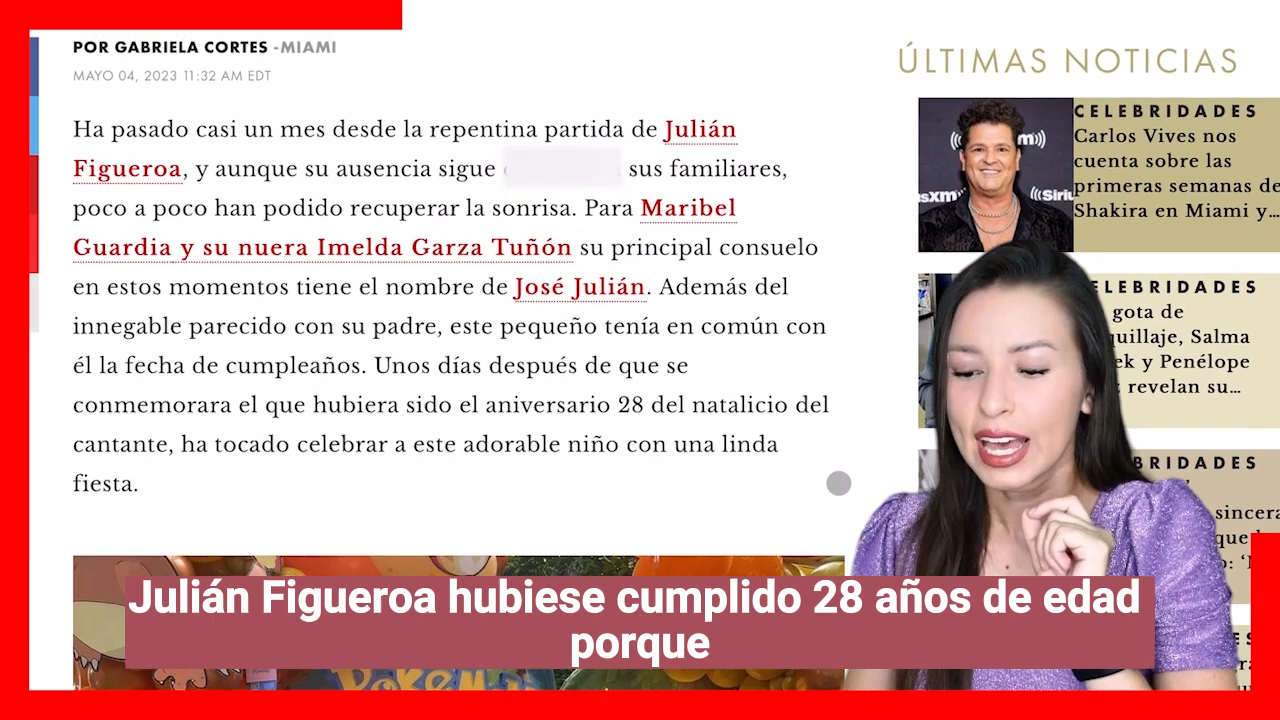 POR GABRIELA CORTES -MIAMI
MAYO 04, 2023 11:32 AM EDT
Ha pasado casi un mes desde la repentina partida de Julián
Figueroa, y aunque su ausencia sigue sus familiares,
poco a poco han podido recuperar la sonrisa. Para Maribel
Guardia y su nuera Imelda Garza Tuñón su principal consuelo
en estos momentos tiene el nombre de José Julián. Además del
innegable parecido con su padre, este pequeño tenía en común con
él la fecha de cumpleaños. Unos días después de que se
conmemorara el que hubiera sido el aniversario 28 del natalicio del
cantante, ha tocado celebrar a este adorable niño con una linda
fiesta.
ÚLTIMAS NOTICIAS
CELEBRIDADES
Carlos Vives nos
cuenta sobre las
primeras semanas de
Shakira en Miami y...
ELEBRIDADES
gota de
quillaje, Salma
ek y Penélope
revelan su...
BRIDADES
sincera
que
Julián Figueroa hubiese cumplido 28 años de edad
porque